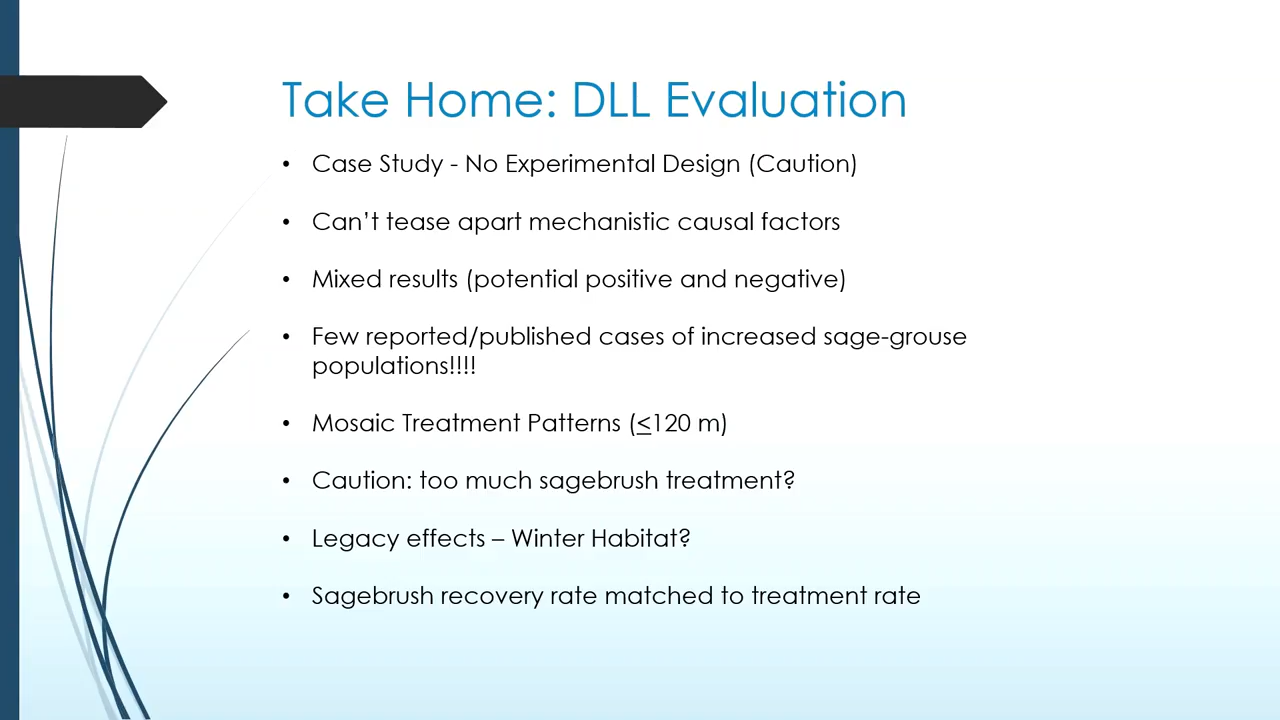 Take Home: DLL Evaluation
• Case Study - No Experimental Design (Caution)
• Can't tease apart mechanistic causal factors
• Mixed results (potential positive and negative)
• Few reported/published cases of increased sage-grouse
populations!!!!
• Mosaic Treatment Patterns (≤120 m)
• Caution: too much sagebrush treatment?
• Legacy effects – Winter Habitat?
• Sagebrush recovery rate matched to treatment rate